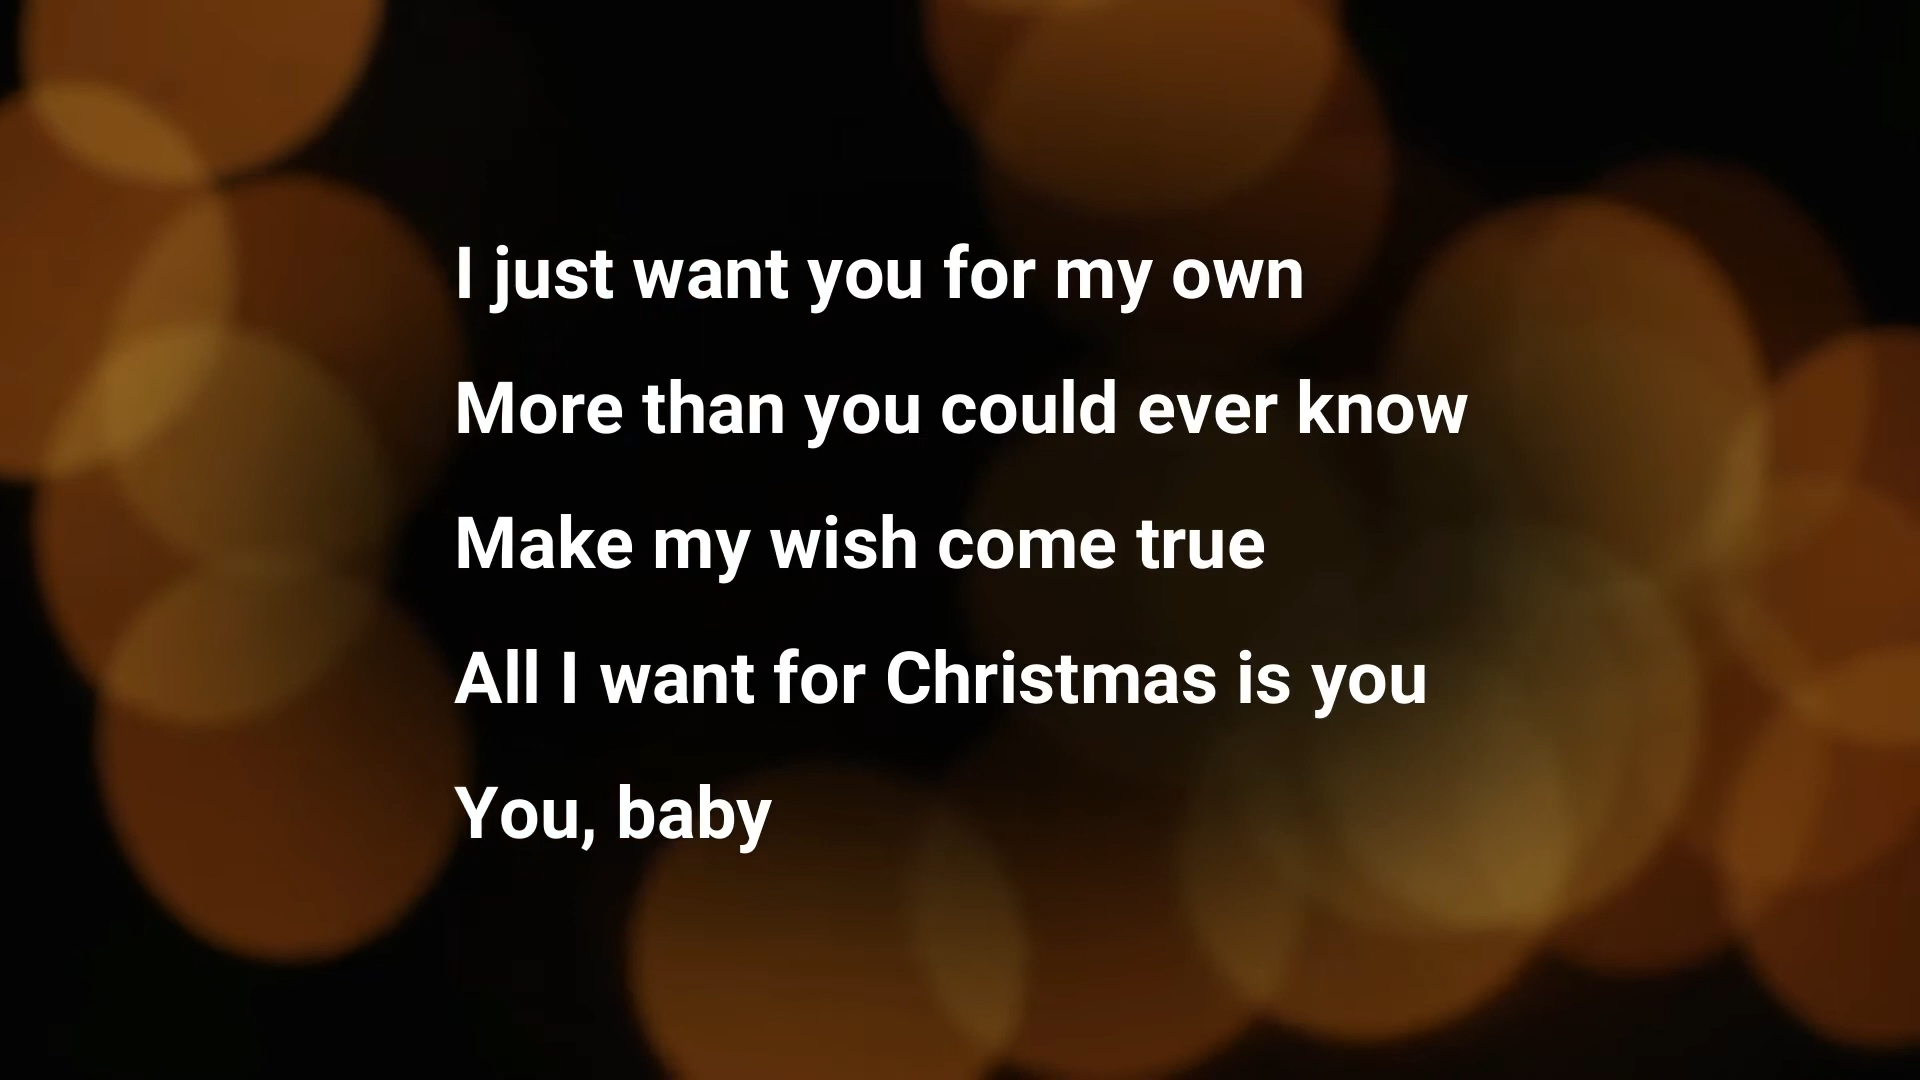 I just want you for my own
More than you could ever know
Make my wish come true
All I want for Christmas is you
You, baby